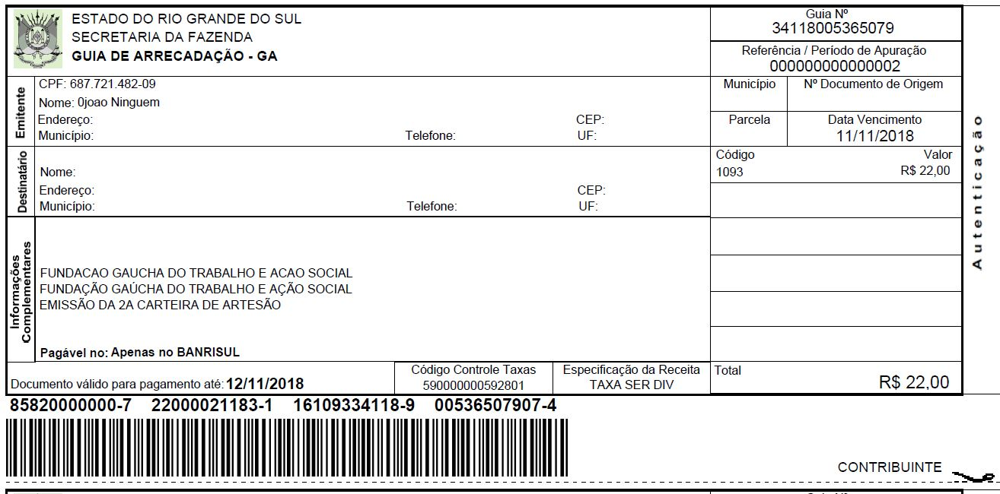 ESTADO DO RIO GRANDE DO SUL
SECRETARIA DA FAZENDA
GUIA DE ARRECADAÇÃO - GA
Guia Nº
34118005365079
Referência / Período de Apuração
000000000000002
Emitente
CPF: 687.721.482-09
Nome: 0joao Ninguem
Endereço: CEP:
Município: Telefone: UF:
Município Nº Documento de Origem
Parcela Data Vencimento
11/11/2018
Destinatário
Nome:
Endereço: CEP:
Município: Telefone: UF:
Código Valor
1093 R$ 22,00
Informações
Complementares
FUNDACAO GAUCHA DO TRABALHO E ACAO SOCIAL
FUNDAÇÃO GAÚCHA DO TRABALHO E AÇÃO SOCIAL
EMISSÃO DA 2A CARTEIRA DE ARTESÃO
Pagável no: Apenas no BANRISUL
Documento válido para pagamento até: 12/11/2018
Código Controle Taxas
590000000592801
Especificação da Receita
TAXA SER DIV
Total
R$ 22,00
Autenticação
85820000000-7 22000021183-1 16109334118-9 00536507907-4
CONTRIBUINTE